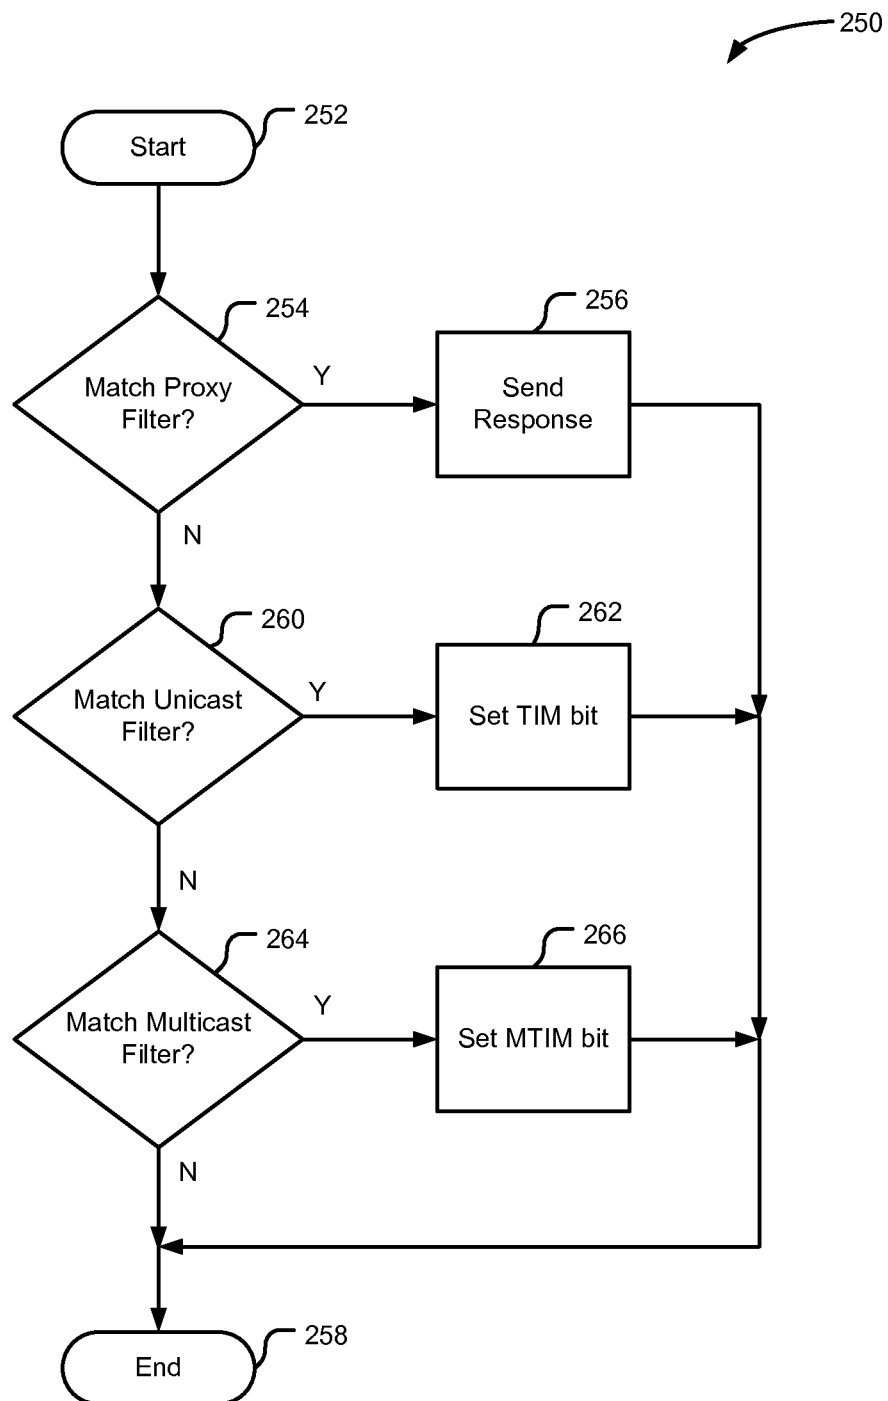 250
252
Start
254
256
Match Proxy
Filter?
Y
Send
Response
N
260
262
Match Unicast
Filter?
Y
Set TIM bit
N
264
266
Match Multicast
Filter?
Y
Set MTIM bit
N
258
End